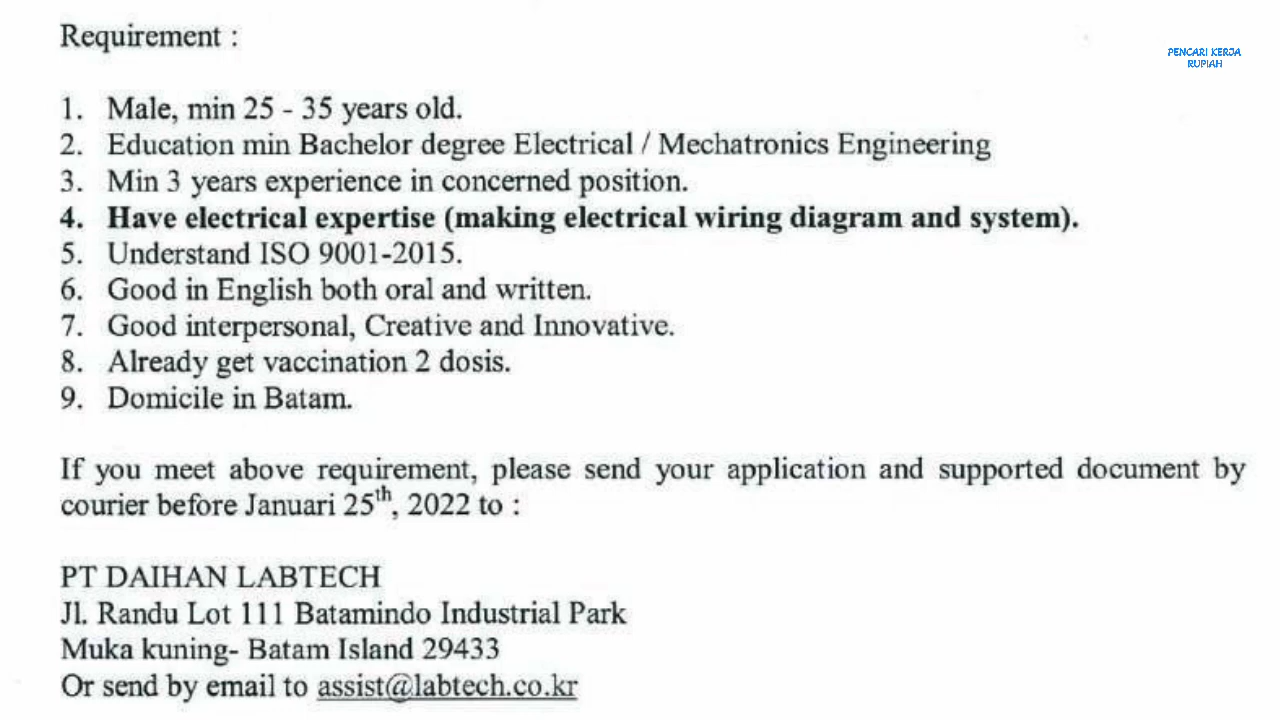 Requirement :
PENCARI KERJA
RUPIAH
1. Male, min 25 - 35 years old.
2. Education min Bachelor degree Electrical / Mechatronics Engineering
3. Min 3 years experience in concerned position.
4. Have electrical expertise (making electrical wiring diagram and system).
5. Understand ISO 9001-2015.
6. Good in English both oral and written.
7. Good interpersonal, Creative and Innovative.
8. Already get vaccination 2 dosis.
9. Domicile in Batam.
If you meet above requirement, please send your application and supported document by
courier before Januari 25th, 2022 to :
PT DAIHAN LABTECH
Jl. Randu Lot 111 Batamindo Industrial Park
Muka kuning- Batam Island 29433
Or send by email to assist@labtech.co.kr